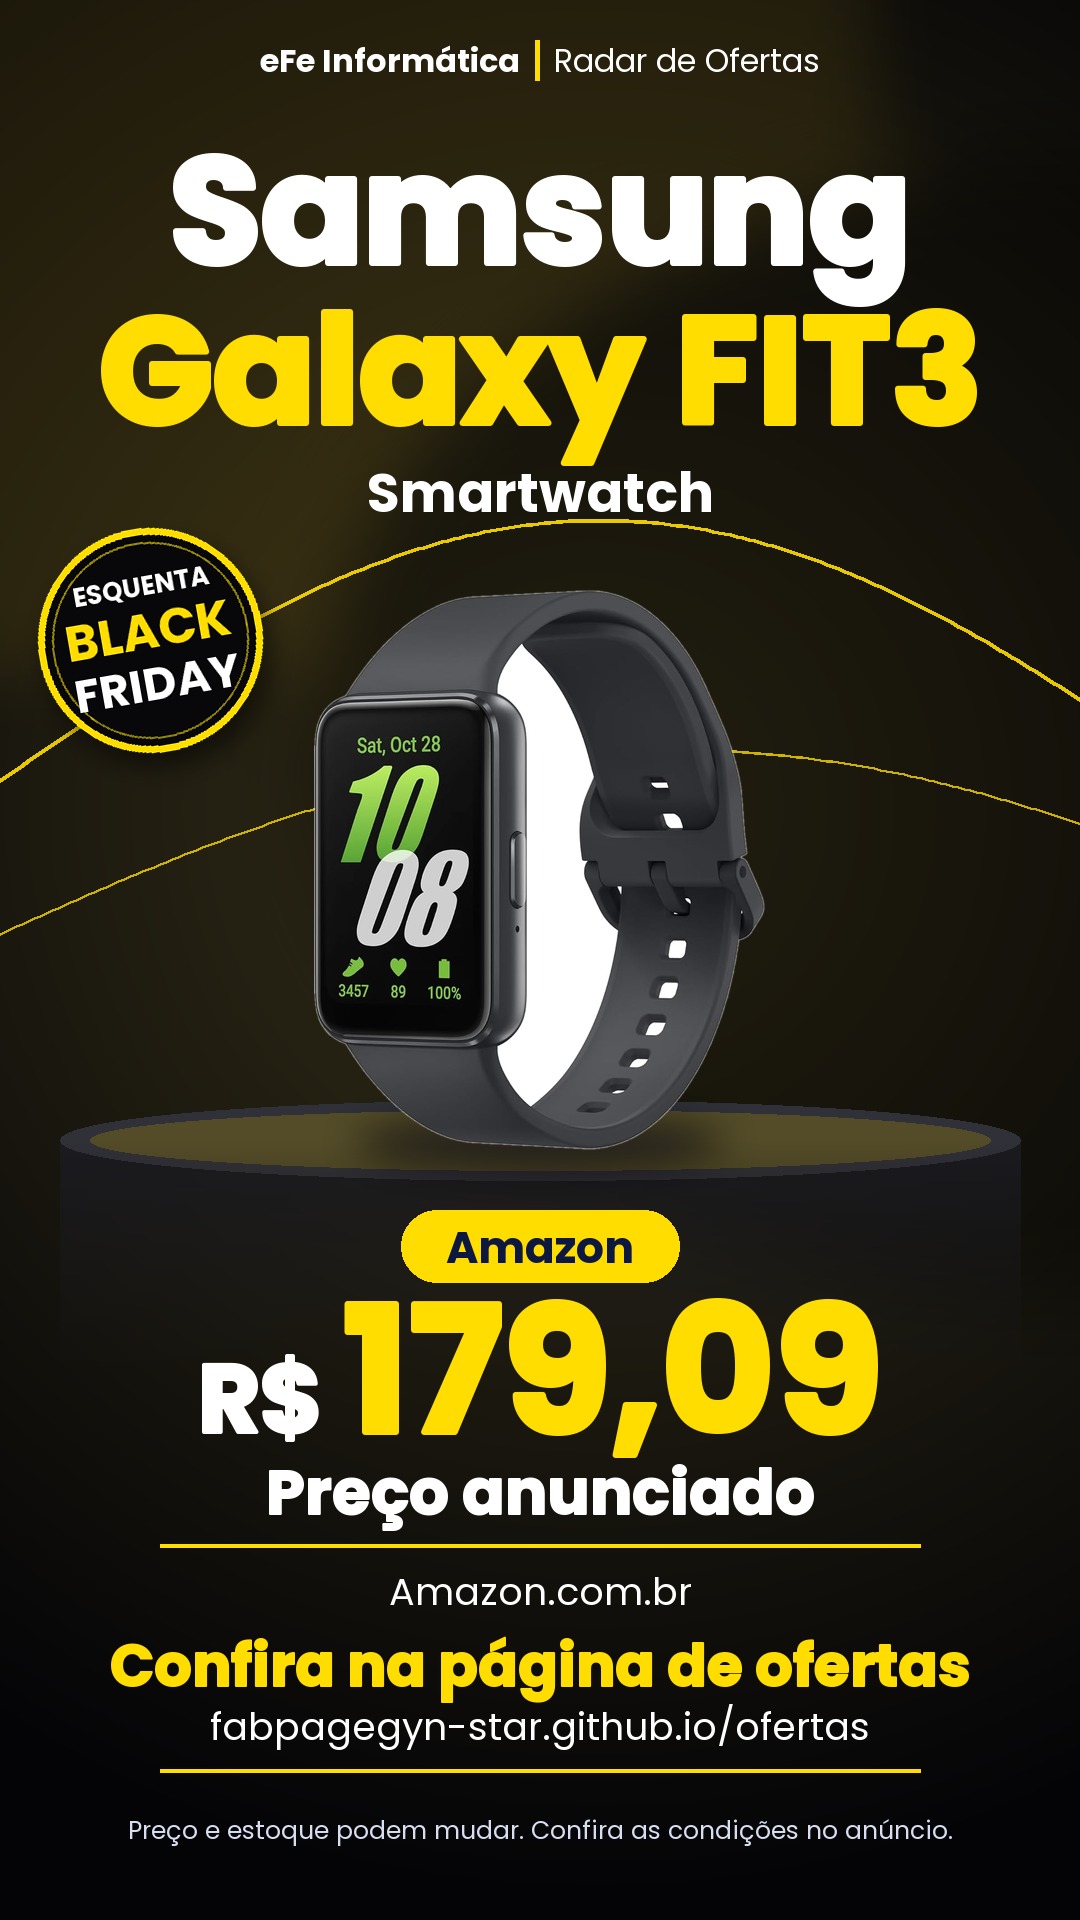 eFe Informática | Radar de Ofertas
Samsung
Galaxy FIT3
Smartwatch
ESQUENTA
BLACK
FRIDAY
Sat, Oct 28
10
08
3457 89 100%
Amazon
R$ 179,09
Preço anunciado
Amazon.com.br
Confira na página de ofertas
fabpagegyn-star.github.io/ofertas
Preço e estoque podem mudar. Confira as condições no anúncio.